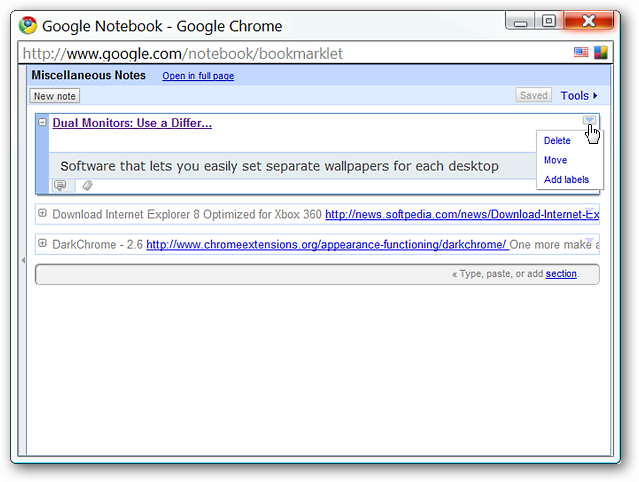 Google Notebook - Google Chrome
http://www.google.com/notebook/bookmarklet
Miscellaneous Notes Open in full page
New note Saved Tools
Dual Monitors: Use a Differ...
Delete
Move
Add labels
Software that lets you easily set separate wallpapers for each desktop
Download Internet Explorer 8 Optimized for Xbox 360 http://news.softpedia.com/news/Download-Internet-Ex
DarkChrome - 2.6 http://www.chromeextensions.org/appearance-functioning/darkchrome/ One more make a
« Type, paste, or add section.